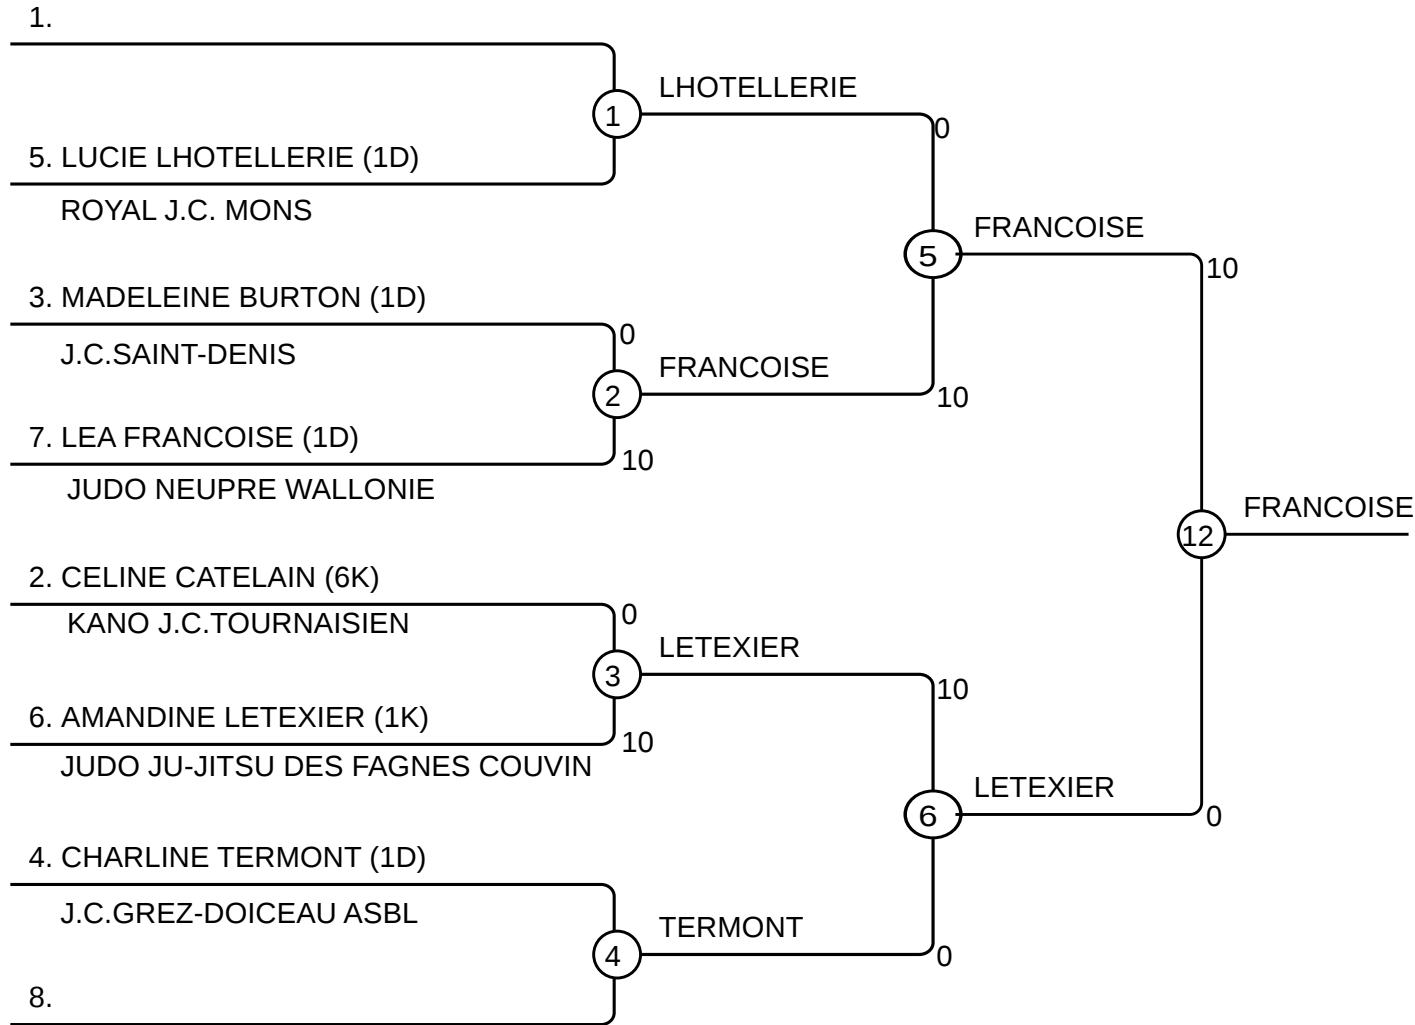 1.
LHOTELLERIE
1
0
5. LUCIE LHOTELLERIE (1D)
ROYAL J.C. MONS
FRANCOISE
5
10
3. MADELEINE BURTON (1D)
0
J.C.SAINT-DENIS
FRANCOISE
2
10
7. LEA FRANCOISE (1D)
10
JUDO NEUPRE WALLONIE
FRANCOISE
12
2. CELINE CATELAIN (6K)
0
KANO J.C.TOURNAISIEN
LETEXIER
3
10
6. AMANDINE LETEXIER (1K)
10
JUDO JU-JITSU DES FAGNES COUVIN
LETEXIER
6
0
4. CHARLINE TERMONT (1D)
J.C.GREZ-DOICEAU ASBL
TERMONT
4
0
8.